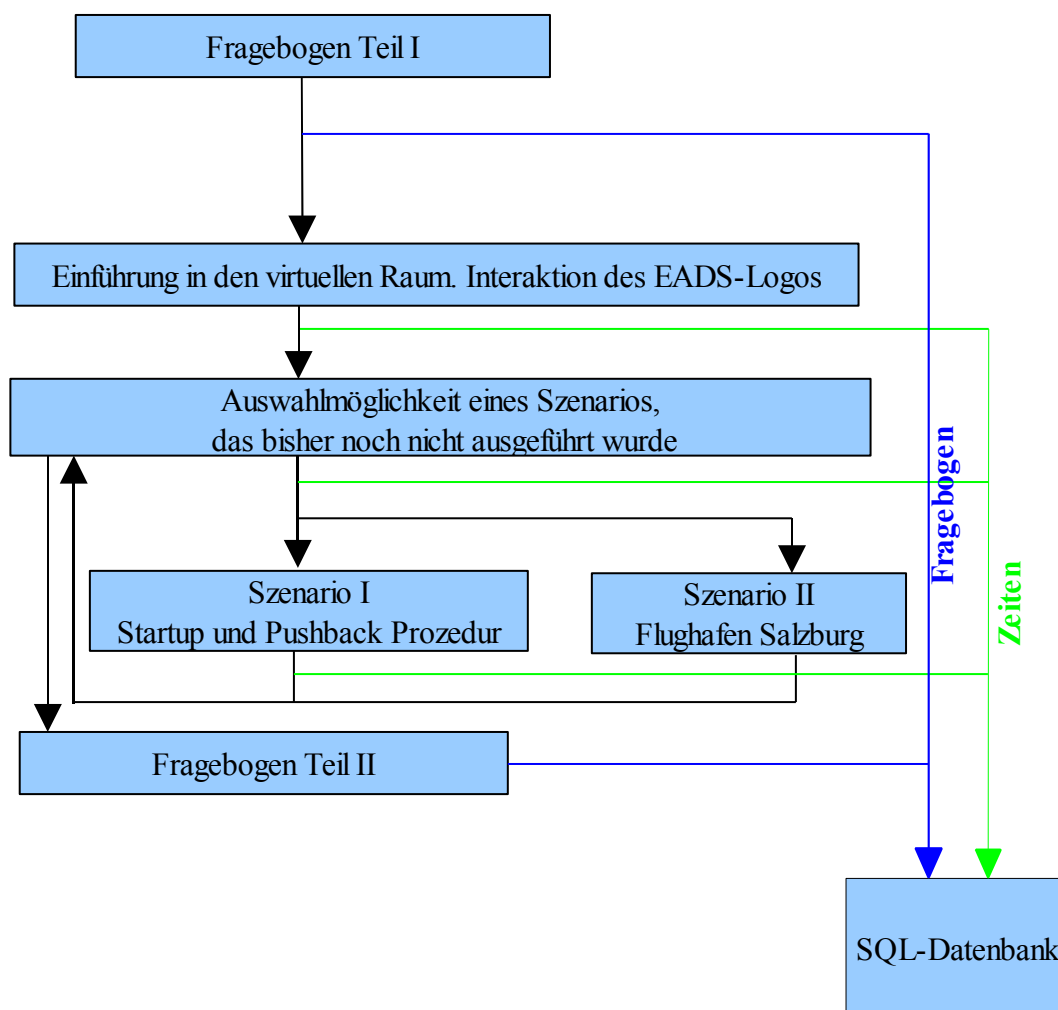 Fragebogen Teil I
Einführung in den virtuellen Raum. Interaktion des EADS-Logos
Auswahlmöglichkeit eines Szenarios,
das bisher noch nicht ausgeführt wurde
Fragebogen
Zeiten
Szenario I
Startup und Pushback Prozedur
Szenario II
Flughafen Salzburg
Fragebogen Teil II
SQL-Datenbank